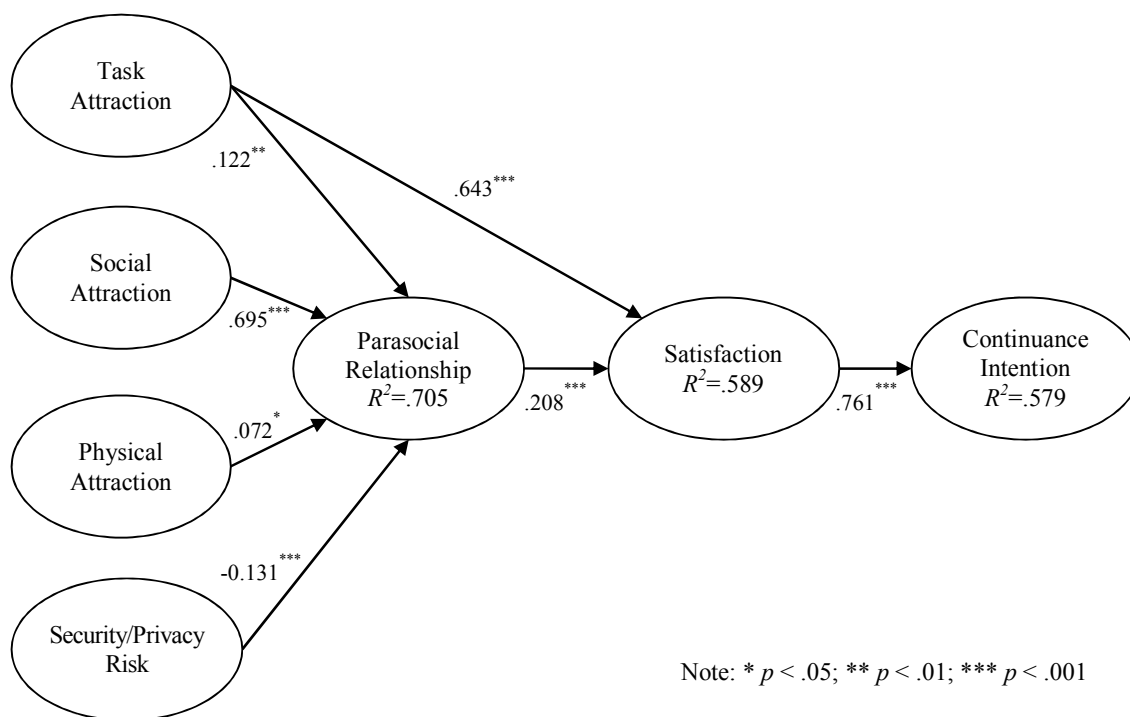 Task
Attraction
.122**
.643***
Social
Attraction
.695***
Parasocial
Relationship
R²=.705
.208***
Satisfaction
R²=.589
.761***
Continuance
Intention
R²=.579
Physical
Attraction
.072*
-0.131***
Security/Privacy
Risk
Note: * p < .05; ** p < .01; *** p < .001